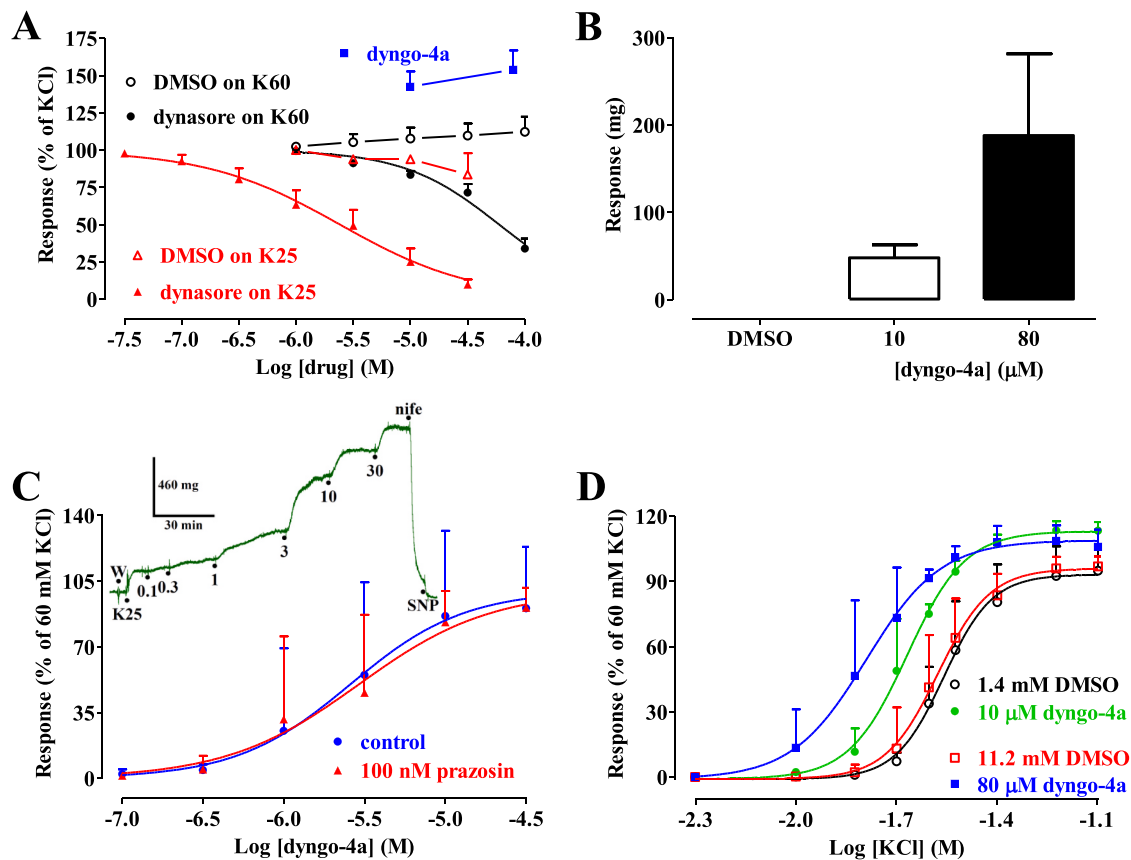 A
B
175
150
125
100
75
50
25
0
Response (% of KCl)
dyngo-4a
DMSO on K60
dynasore on K60
DMSO on K25
dynasore on K25
-7.5 -7.0 -6.5 -6.0 -5.5 -5.0 -4.5 -4.0
Log [drug] (M)
300
200
100
0
Response (mg)
DMSO 10 80
[dyngo-4a] (μM)
C
140
105
70
35
0
Response (% of 60 mM KCl)
460 mg
30 min
W
K25
0.1
0.3
1
3
10
30
nife
SNP
control
100 nM prazosin
-7.0 -6.5 -6.0 -5.5 -5.0 -4.5
Log [dyngo-4a] (M)
D
120
90
60
30
0
Response (% of 60 mM KCl)
1.4 mM DMSO
10 μM dyngo-4a
11.2 mM DMSO
80 μM dyngo-4a
-2.3 -2.0 -1.7 -1.4 -1.1
Log [KCl] (M)